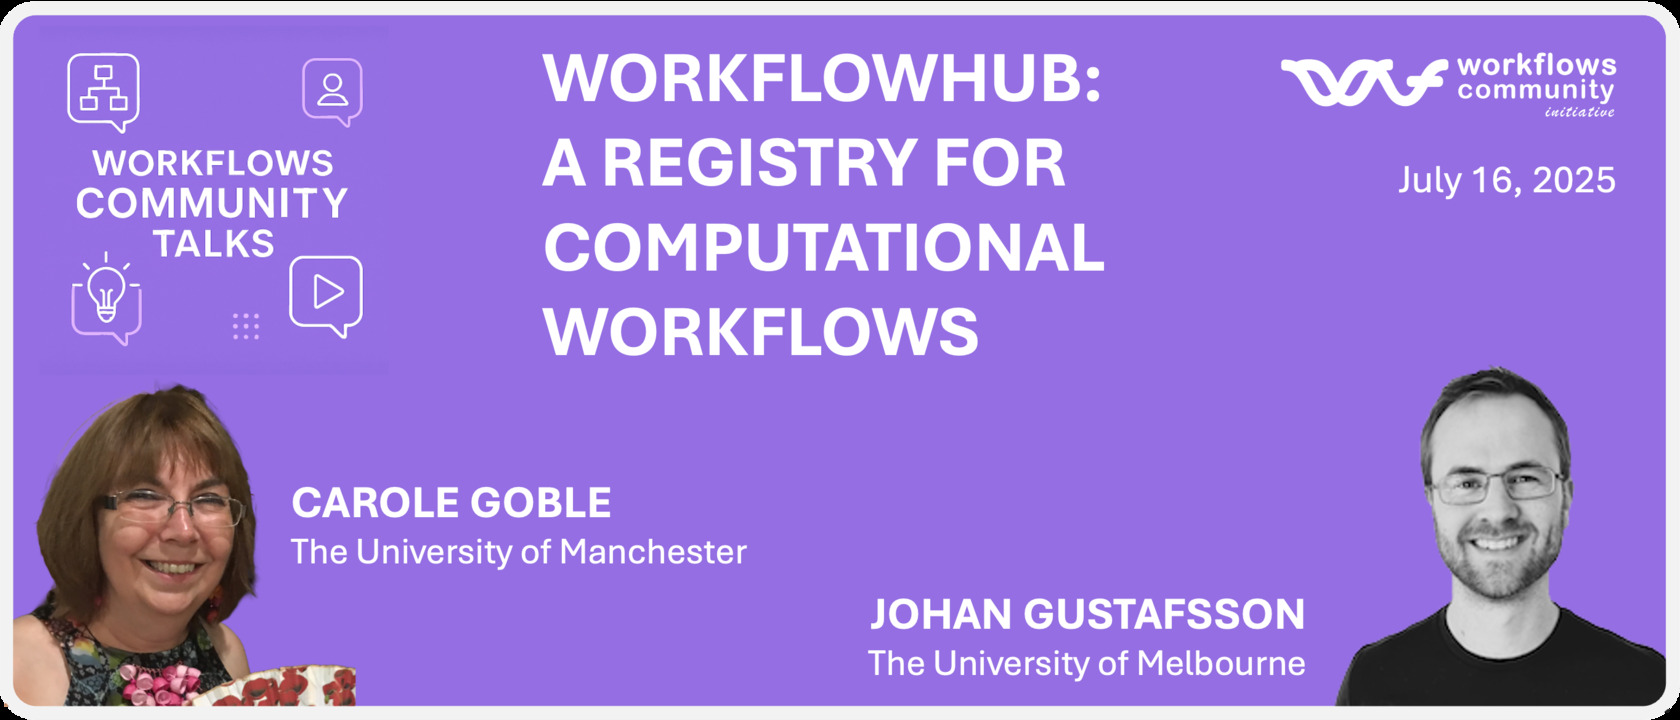 WORKFLOWS
COMMUNITY
TALKS
WORKFLOWHUB:
A REGISTRY FOR
COMPUTATIONAL
WORKFLOWS
workflows
community
initiative
July 16, 2025
CAROLE GOBLE
The University of Manchester
JOHAN GUSTAFSSON
The University of Melbourne